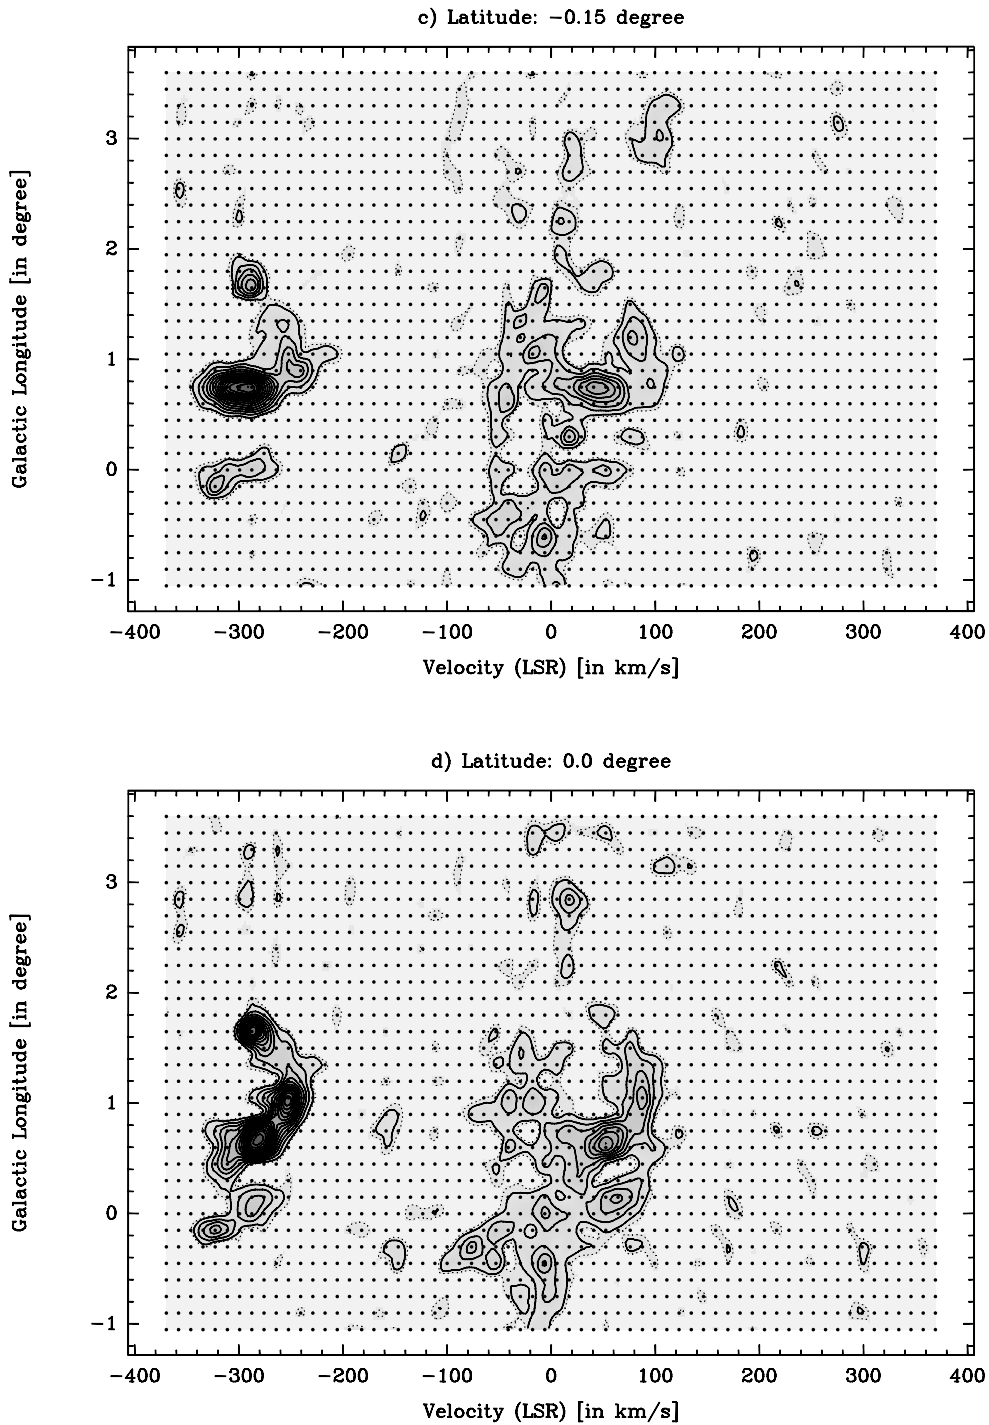 c) Latitude: −0.15 degree
Galactic Longitude [in degree]
3
2
1
0
−1
−400 −300 −200 −100 0 100 200 300 400
Velocity (LSR) [in km/s]
d) Latitude: 0.0 degree
Galactic Longitude [in degree]
3
2
1
0
−1
−400 −300 −200 −100 0 100 200 300 400
Velocity (LSR) [in km/s]